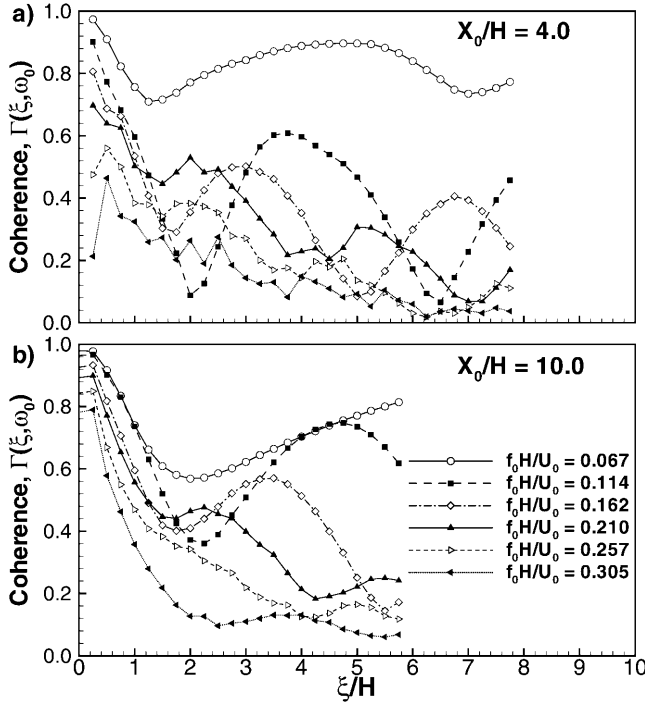 a)
X₀/H = 4.0
Coherence, Γ(ξ,ω₀)
1.0
0.8
0.6
0.4
0.2
0.0
b)
X₀/H = 10.0
Coherence, Γ(ξ,ω₀)
1.0
0.8
0.6
0.4
0.2
0.0
f₀H/U₀ = 0.067
f₀H/U₀ = 0.114
f₀H/U₀ = 0.162
f₀H/U₀ = 0.210
f₀H/U₀ = 0.257
f₀H/U₀ = 0.305
0 1 2 3 4 5 6 7 8 9 10
ξ/H